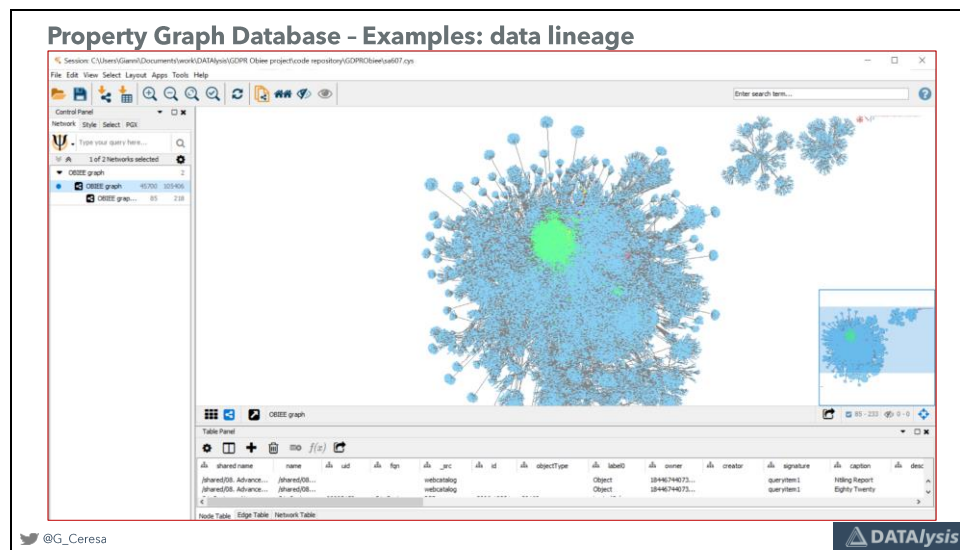 Property Graph Database – Examples: data lineage
Session: C:\Users\Gianni\Documents\work\DATAlysis\GDPR Obiee project\code repository\GDPRObiee\sa607.cys
File Edit View Select Layout Apps Tools Help
Enter search term...
Control Panel
Network Style Select PGX
Type your query here...
1 of 2 Networks selected
OBIEE graph 2
OBIEE graph 45700 103406
OBIEE grap... 85 218
OBIEE graph
85 - 233 0 - 0
Table Panel
f(x)
shared name name uid fqn _src id objectType label0 owner creator signature caption desc
/shared/08. Advance... /shared/08.... webcatalog Object 18446744073... queryitem1 Ntiling Report
/shared/08. Advance... /shared/08.... webcatalog Object 18446744073... queryitem1 Eighty Twenty
Node Table Edge Table Network Table
@G_Ceresa
DATAlysis